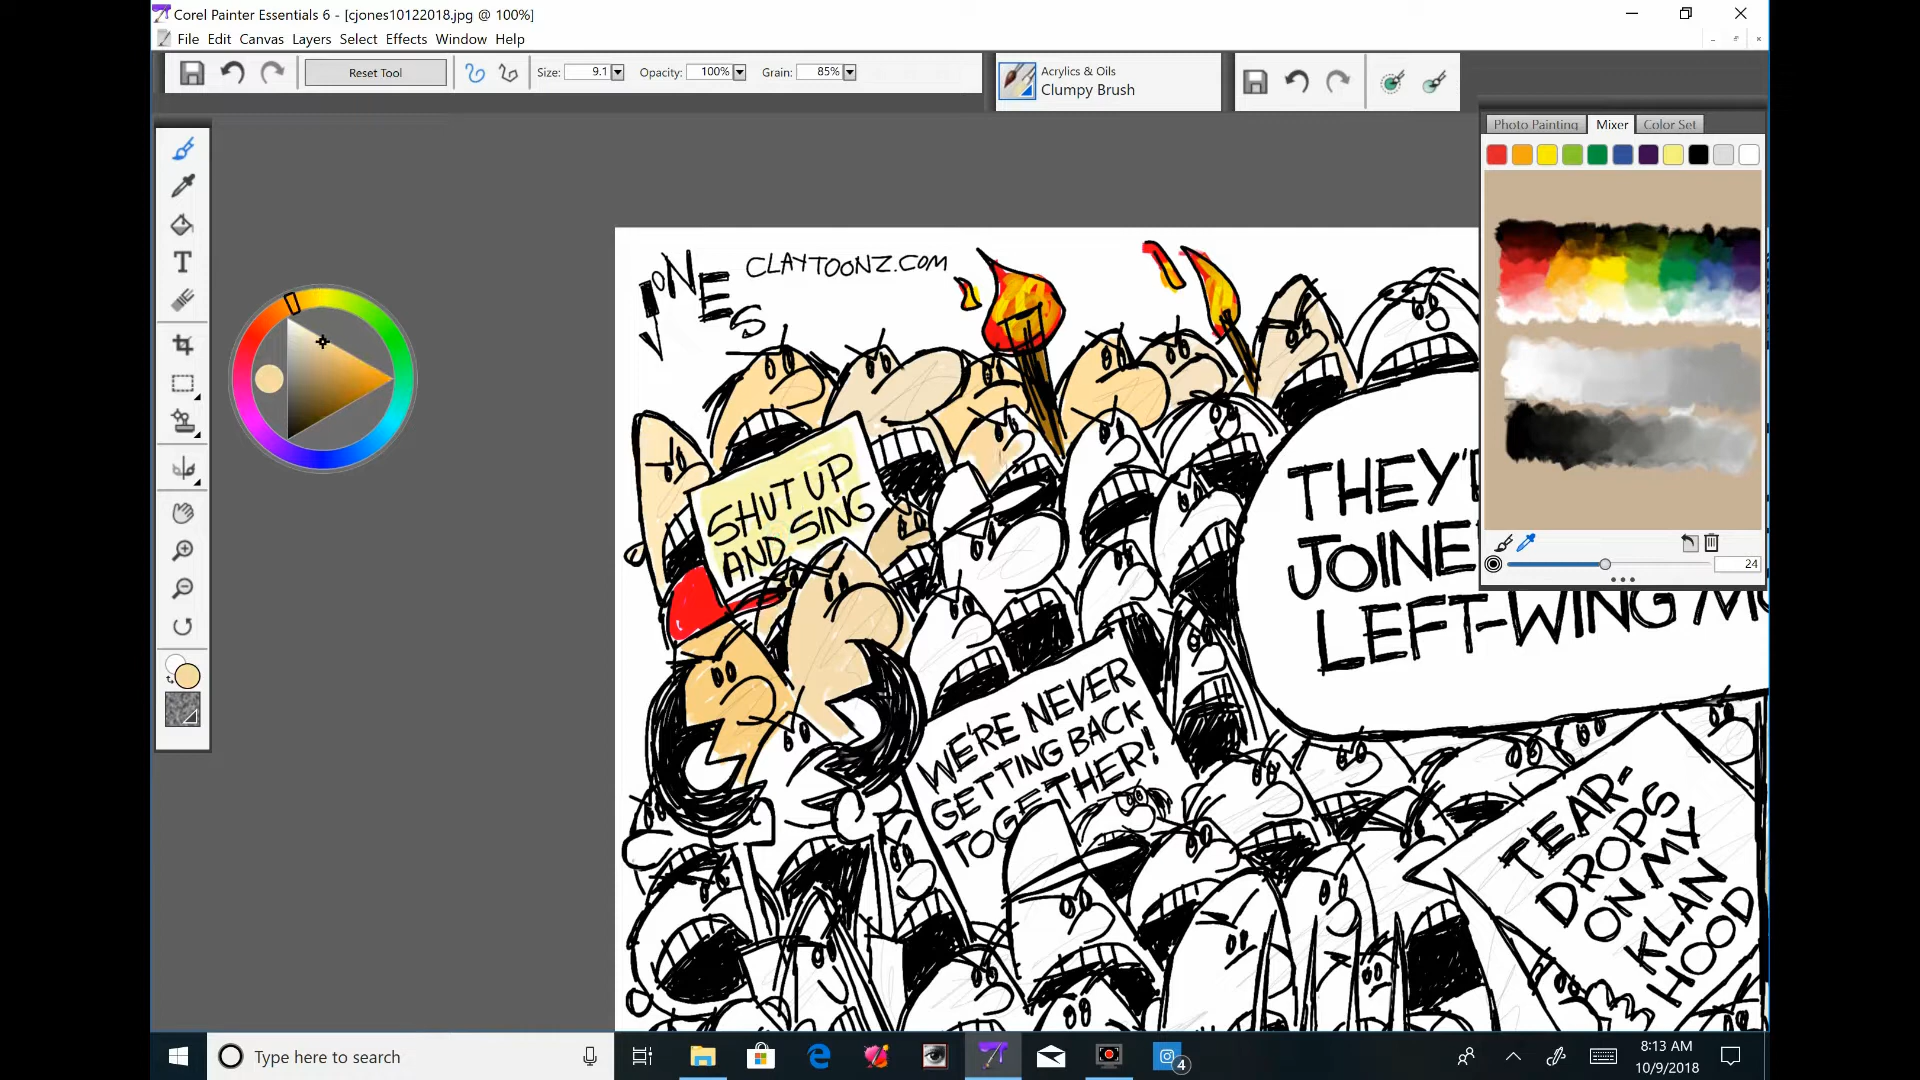 Corel Painter Essentials 6 - [cjones10122018.jpg @ 100%]
File Edit Canvas Layers Select Effects Window Help
Reset Tool
Size: 9.1
Opacity: 100%
Grain: 85%
Acrylics & Oils
Clumpy Brush
Photo Painting Mixer Color Set
24
JONES
CLAYTOONZ.COM
SHUT UP
AND SING
THEY'
JOINE
LEFT-WING
WE'RE NEVER
GETTING BACK
TOGETHER!
TEAR-
DROPS
ON MY
KLAN
HOOD
Type here to search
4
8:13 AM
10/9/2018